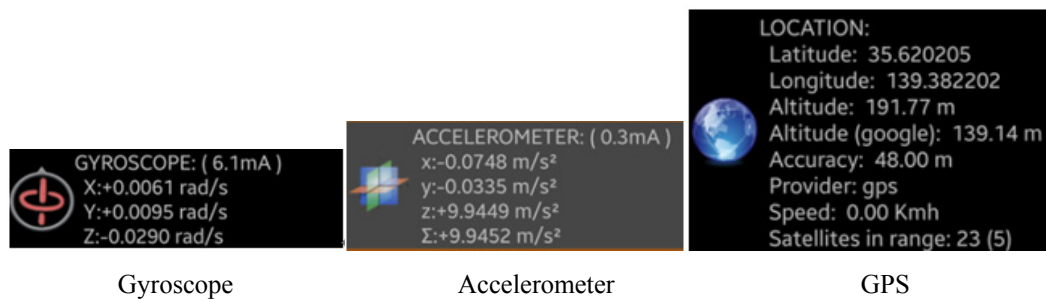 GYROSCOPE: ( 6.1mA )
X:+0.0061 rad/s
Y:+0.0095 rad/s
Z:-0.0290 rad/s
Gyroscope
ACCELEROMETER: ( 0.3mA )
x:-0.0748 m/s²
y:-0.0335 m/s²
z:+9.9449 m/s²
Σ:+9.9452 m/s²
Accelerometer
LOCATION:
Latitude: 35.620205
Longitude: 139.382202
Altitude: 191.77 m
Altitude (google): 139.14 m
Accuracy: 48.00 m
Provider: gps
Speed: 0.00 Kmh
Satellites in range: 23 (5)
GPS